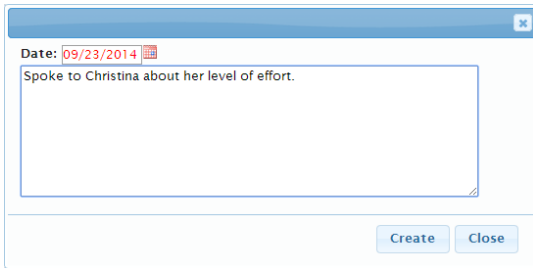 Date: 09/23/2014
Spoke to Christina about her level of effort.
Create Close